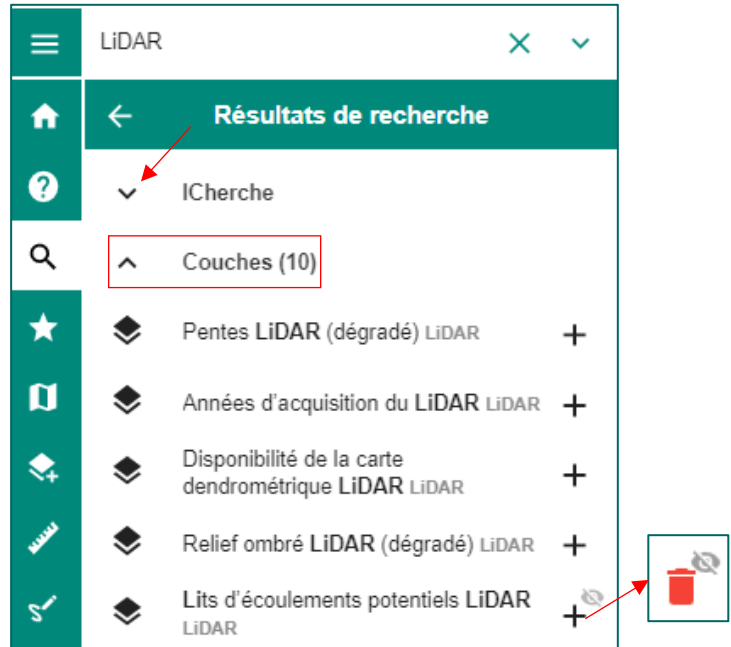 LiDAR
Résultats de recherche
ICherche
Couches (10)
Pentes LiDAR (dégradé) LiDAR
Années d'acquisition du LiDAR LiDAR
Disponibilité de la carte
dendrométrique LiDAR LiDAR
Relief ombré LiDAR (dégradé) LiDAR
Lits d'écoulements potentiels LiDAR
LiDAR